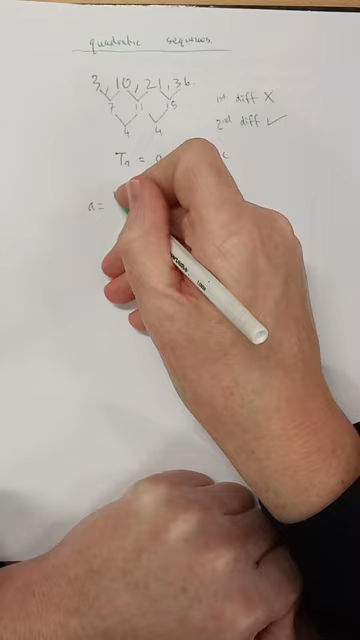 quadratic sequences
3, 10, 21, 36
7 11 15
1st diff X
4 4
2nd diff ✓
Tn = a c
a =